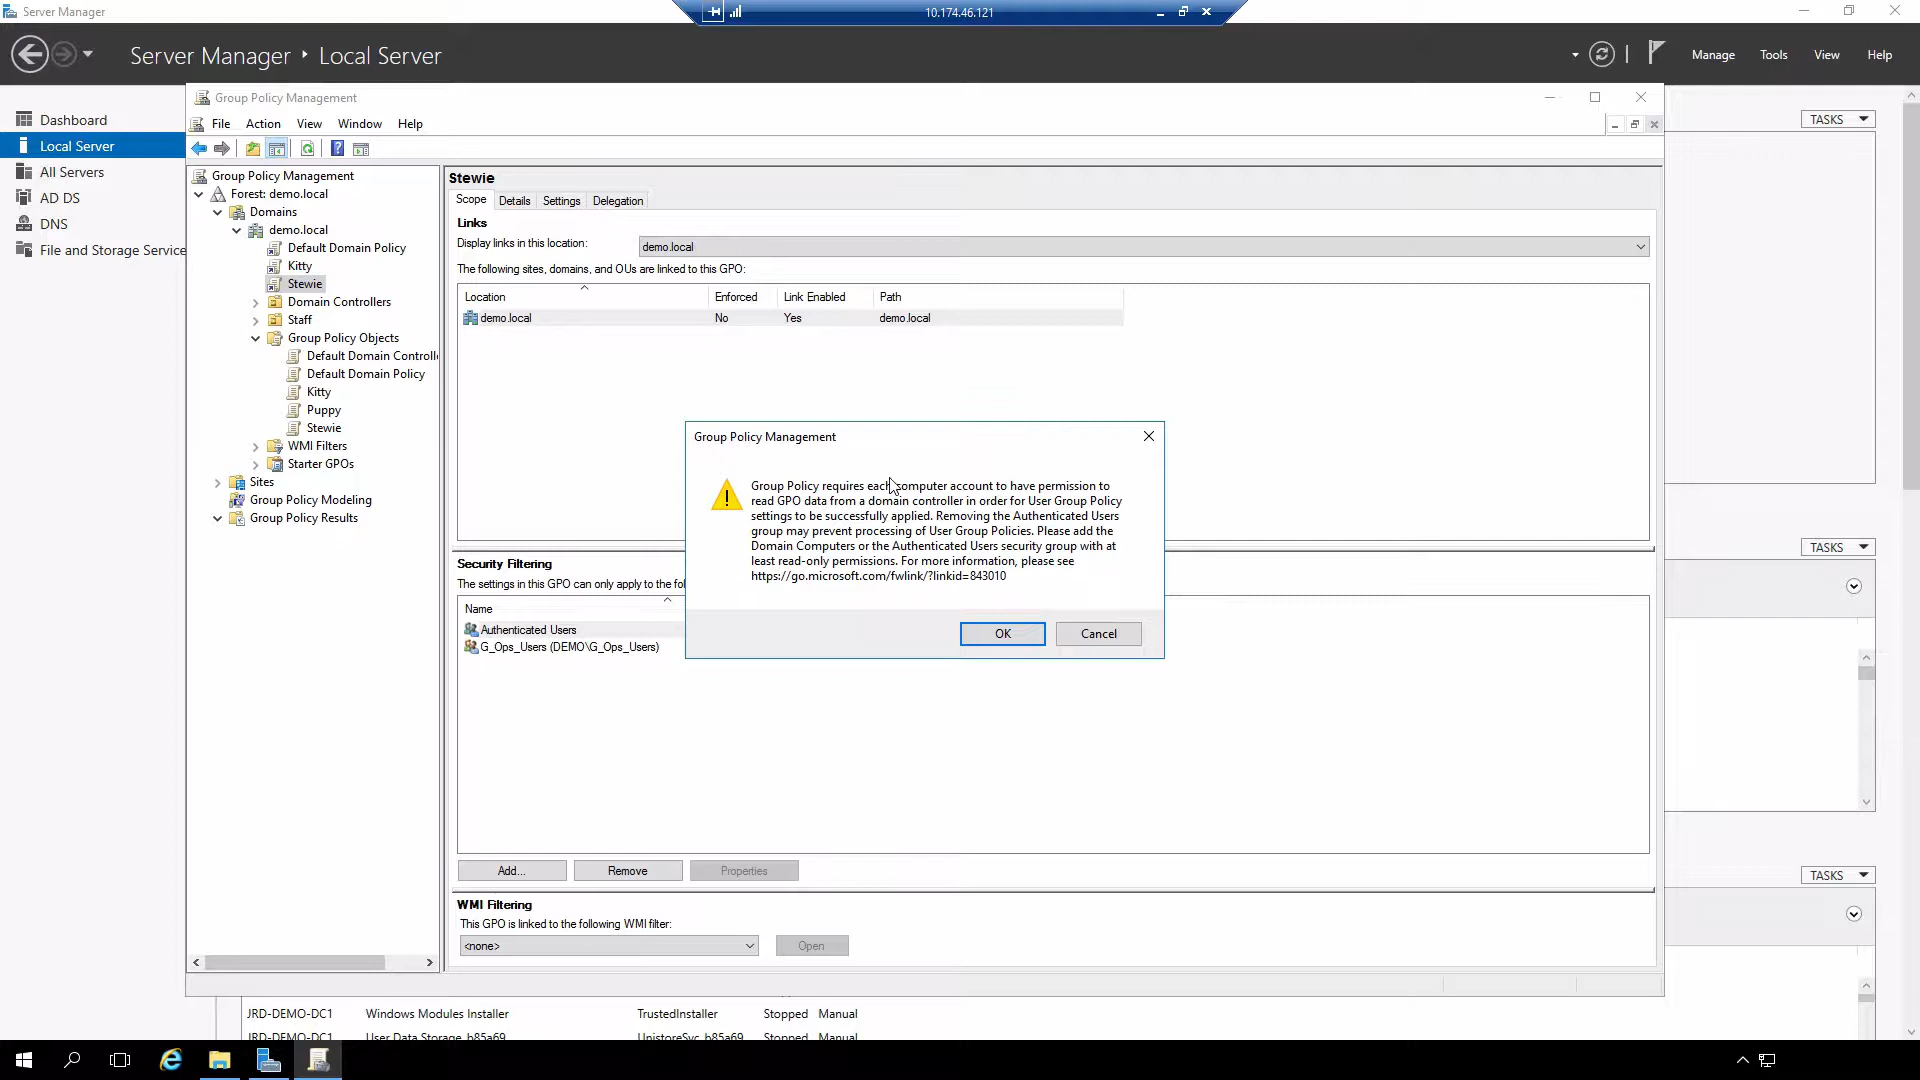 Server Manager
10.174.46.121
Server Manager
Local Server
Manage
Tools
View
Help
Dashboard
Local Server
All Servers
AD DS
DNS
File and Storage Service
Group Policy Management
File
Action
View
Window
Help
Group Policy Management
Forest: demo.local
Domains
demo.local
Default Domain Policy
Kitty
Stewie
Domain Controllers
Staff
Group Policy Objects
Default Domain Controll
Default Domain Policy
Kitty
Puppy
Stewie
WMI Filters
Starter GPOs
Sites
Group Policy Modeling
Group Policy Results
Stewie
Scope
Details
Settings
Delegation
Links
Display links in this location:
demo.local
The following sites, domains, and OUs are linked to this GPO:
Location
Enforced
Link Enabled
Path
demo.local
No
Yes
demo.local
Group Policy Management
Group Policy requires each computer account to have permission to
read GPO data from a domain controller in order for User Group Policy
settings to be successfully applied. Removing the Authenticated Users
group may prevent processing of User Group Policies. Please add the
Domain Computers or the Authenticated Users security group with at
least read-only permissions. For more information, please see
https://go.microsoft.com/fwlink/?linkid=843010
OK
Cancel
Security Filtering
The settings in this GPO can only apply to the fol
Name
Authenticated Users
G_Ops_Users (DEMO\G_Ops_Users)
Add...
Remove
Properties
WMI Filtering
This GPO is linked to the following WMI filter:
<none>
Open
TASKS
TASKS
TASKS
JRD-DEMO-DC1
Windows Modules Installer
TrustedInstaller
Stopped
Manual
JRD-DEMO-DC1
User Data Storage_b85a69
UnistoreSvc_b85a69
Stopped
Manual